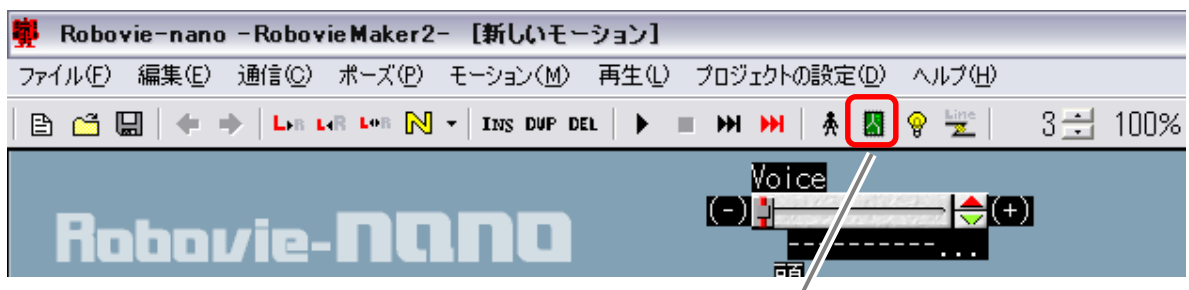 Robovie-nano -RobovieMaker2- [新しいモーション]
ファイル(F) 編集(E) 通信(C) ポーズ(P) モーション(M) 再生(L) プロジェクトの設定(D) ヘルプ(H)
L▸R L◂R L◂▸R N INS DUP DEL Line 3 100%
Voice
(-) (+)
Robovie-nano
----------...
頭